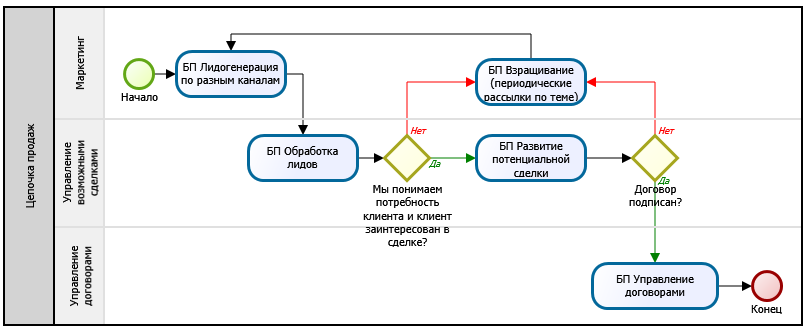 Цепочка продаж
Маркетинг
Начало
БП Лидогенерация
по разным каналам
БП Взращивание
(периодические
рассылки по теме)
Управление
возможными
сделками
БП Обработка
лидов
Нет
Да
Мы понимаем
потребность
клиента и клиент
заинтересован в
сделке?
БП Развитие
потенциальной
сделки
Нет
Да
Договор
подписан?
Управление
договорами
БП Управление
договорами
Конец